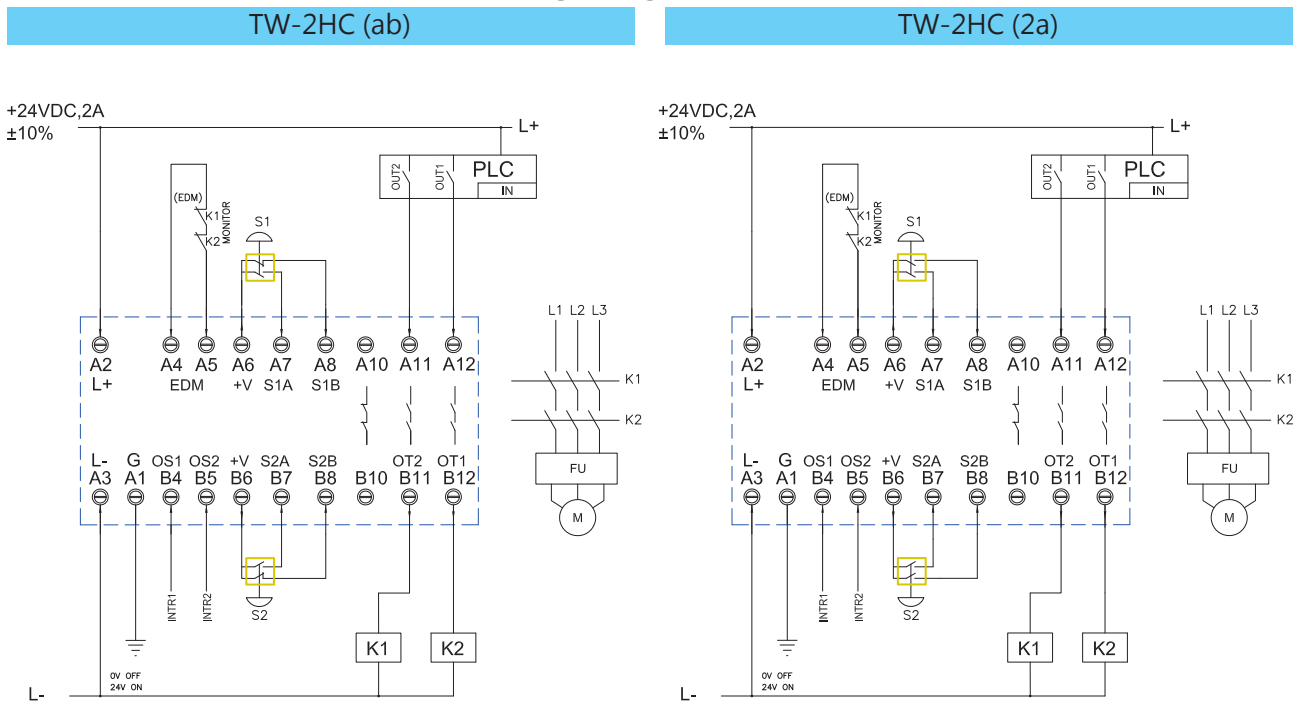 TW-2HC (ab)
+24VDC,2A
±10%
L+
OUT2
OUT1
PLC
IN
(EDM)
K1
K2
MONITOR
S1
L1 L2 L3
A2 A4 A5 A6 A7 A8 A10 A11 A12
L+ EDM +V S1A S1B
K1
K2
L- G OS1 OS2 +V S2A S2B OT2 OT1
A3 A1 B4 B5 B6 B7 B8 B10 B11 B12
FU
M
INTR1
INTR2
S2
K1
K2
0V OFF
24V ON
L-
TW-2HC (2a)
+24VDC,2A
±10%
L+
OUT2
OUT1
PLC
IN
(EDM)
K1
K2
MONITOR
S1
L1 L2 L3
A2 A4 A5 A6 A7 A8 A10 A11 A12
L+ EDM +V S1A S1B
K1
K2
L- G OS1 OS2 +V S2A S2B OT2 OT1
A3 A1 B4 B5 B6 B7 B8 B10 B11 B12
FU
M
INTR1
INTR2
S2
K1
K2
0V OFF
24V ON
L-